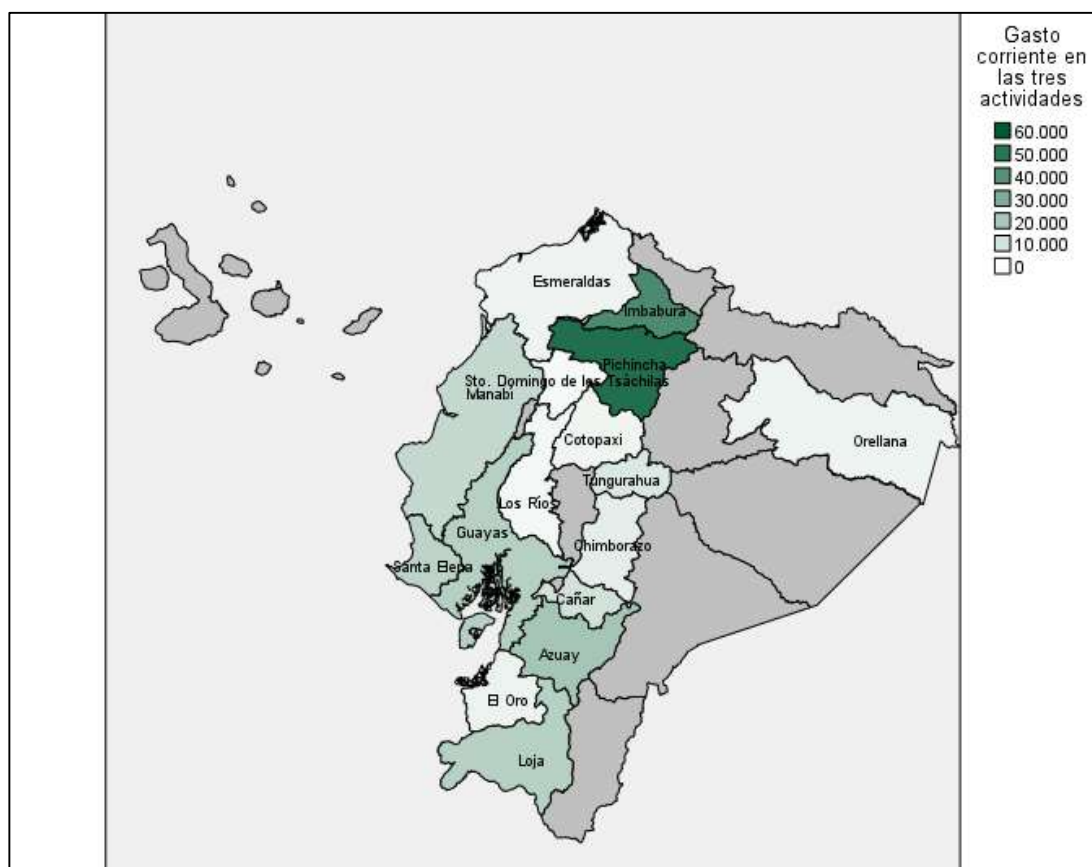 Gasto
corriente en
las tres
actividades
60.000
50.000
40.000
30.000
20.000
10.000
0
Esmeraldas
Imbabura
Pichincha
Sto. Domingo de los Tsáchilas
Manabí
Cotopaxi
Orellana
Tungurahua
Los Ríos
Guayas
Chimborazo
Santa Elena
Cañar
Azuay
El Oro
Loja